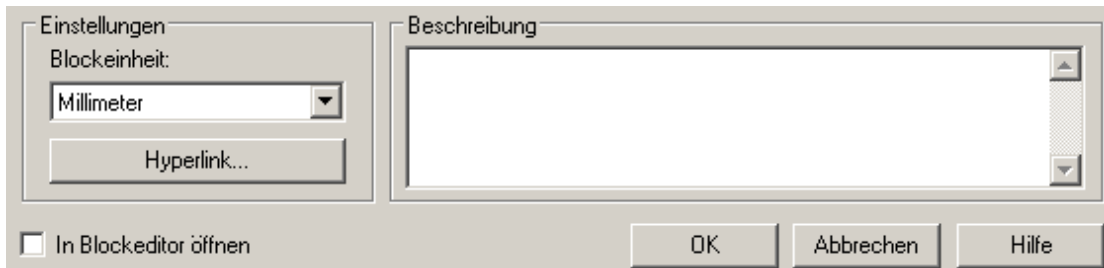 Einstellungen
Blockeinheit:
Millimeter
Hyperlink...
Beschreibung
In Blockeditor öffnen
OK
Abbrechen
Hilfe